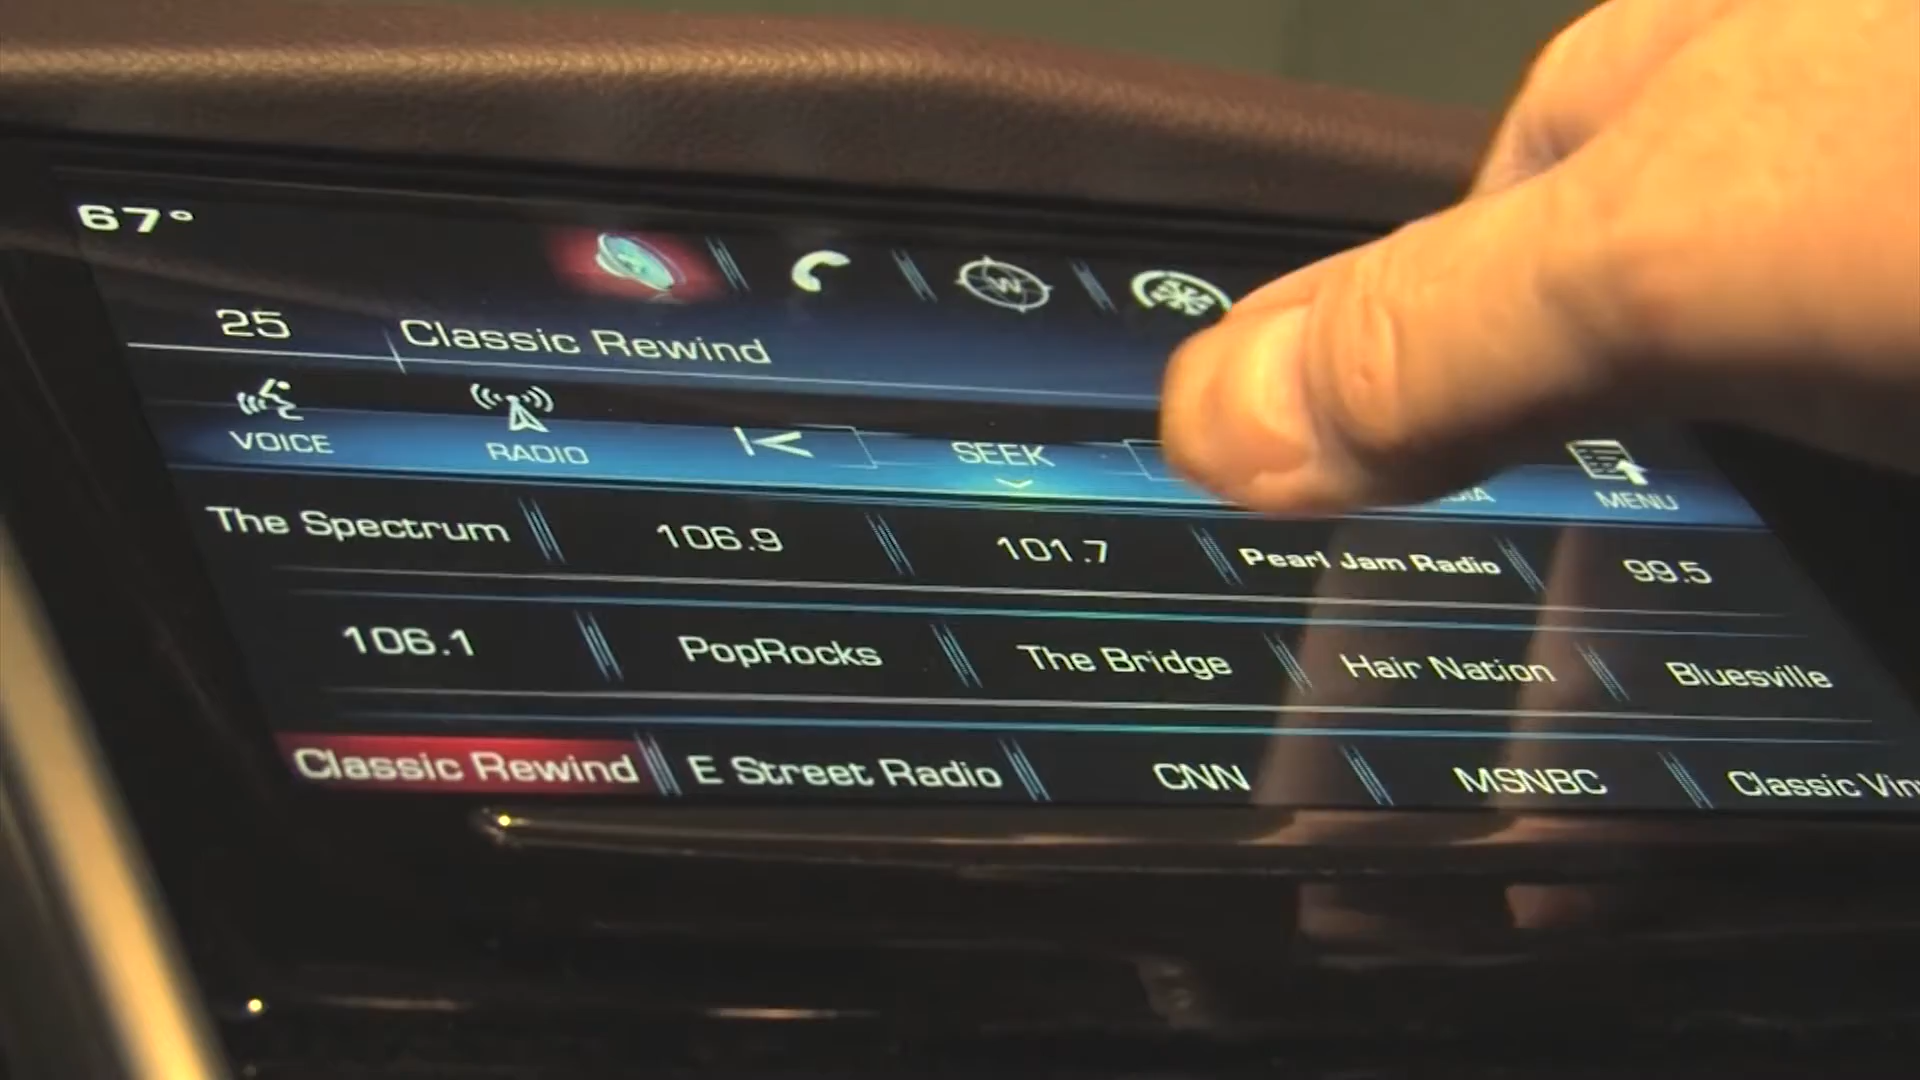 67°
W
25 Classic Rewind
VOICE RADIO SEEK MENU
The Spectrum 106.9 101.7 Pearl Jam Radio 99.5
106.1 PopRocks The Bridge Hair Nation Bluesville
Classic Rewind E Street Radio CNN MSNBC Classic